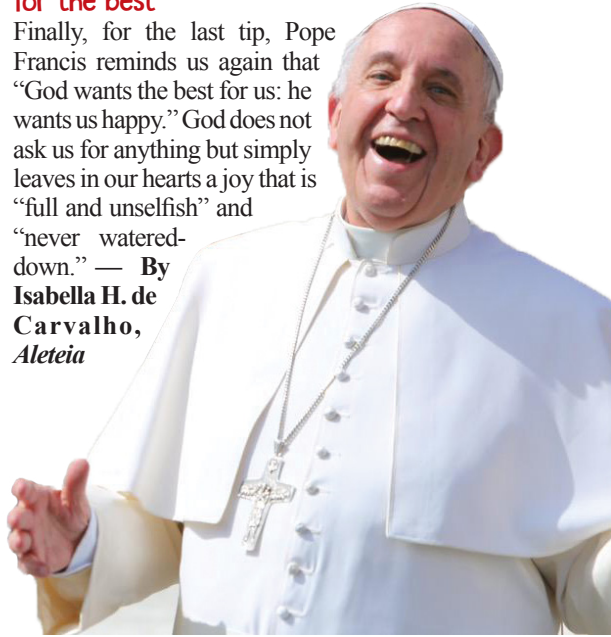 for the best
Finally, for the last tip, Pope
Francis reminds us again that
“God wants the best for us: he
wants us happy.” God does not
ask us for anything but simply
leaves in our hearts a joy that is
“full and unselfish” and
“never watered-
down.” — By
Isabella H. de
Carvalho,
Aleteia